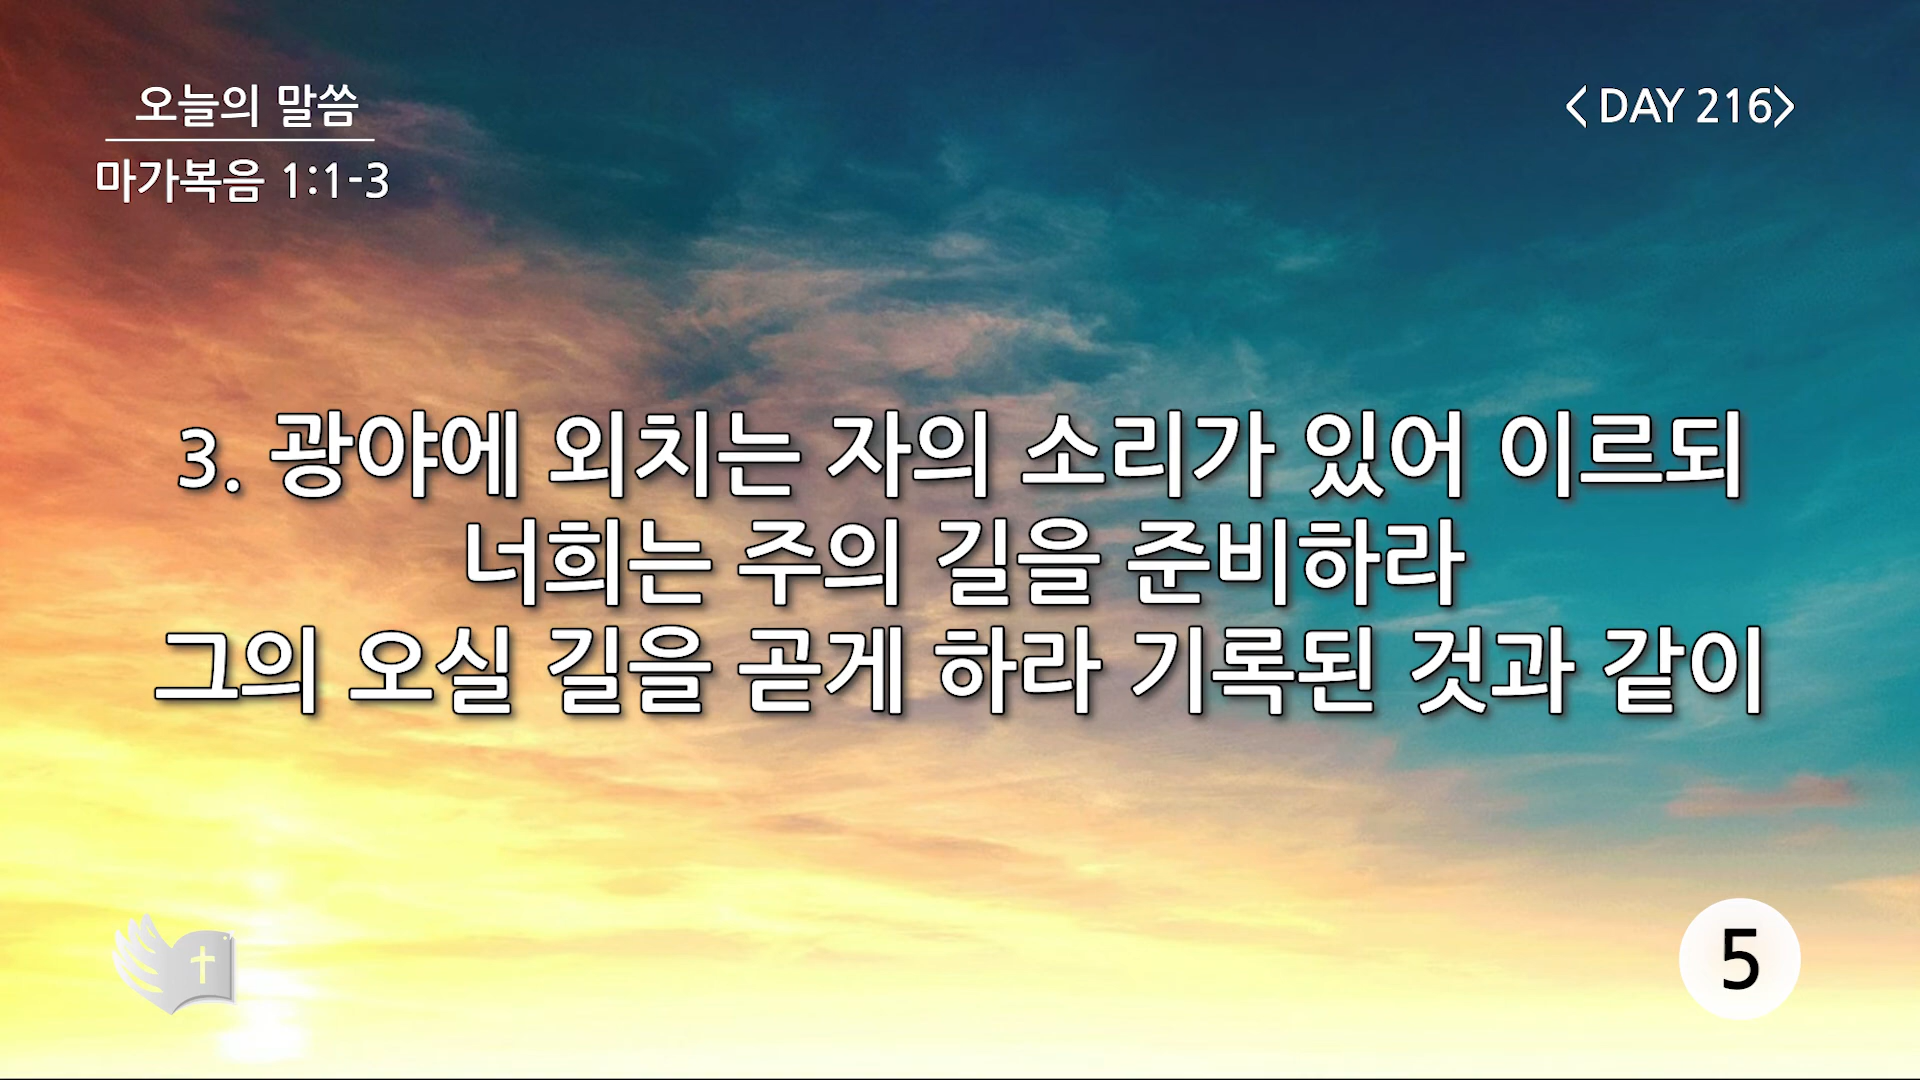 오늘의 말씀
마가복음 1:1-3
< DAY 216>
3. 광야에 외치는 자의 소리가 있어 이르되
너희는 주의 길을 준비하라
그의 오실 길을 곧게 하라 기록된 것과 같이
5